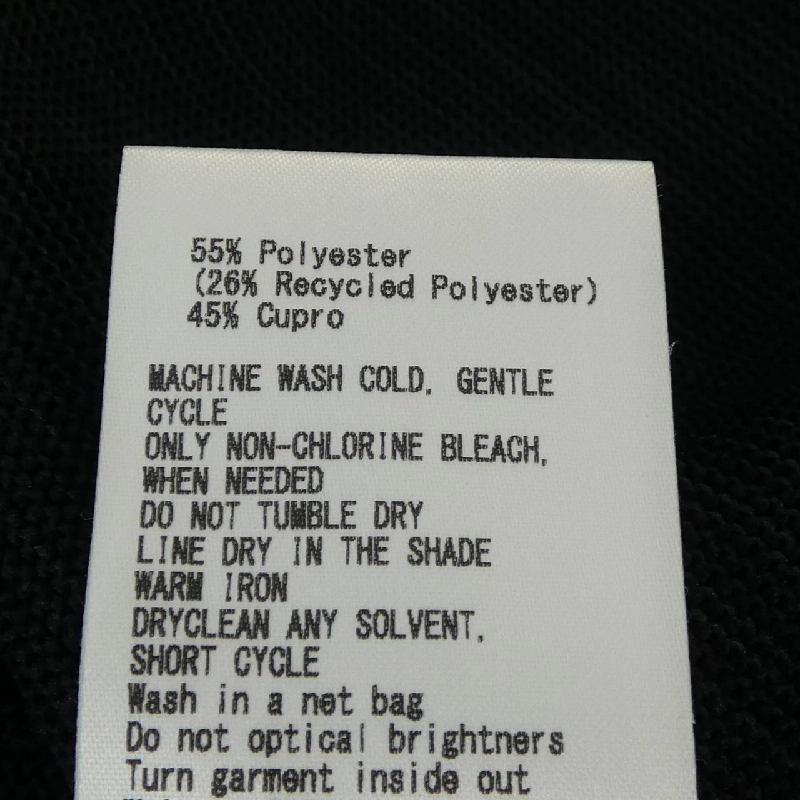 55% Polyester
(26% Recycled Polyester)
45% Cupro
MACHINE WASH COLD, GENTLE
CYCLE
ONLY NON-CHLORINE BLEACH,
WHEN NEEDED
DO NOT TUMBLE DRY
LINE DRY IN THE SHADE
WARM IRON
DRYCLEAN ANY SOLVENT,
SHORT CYCLE
Wash in a net bag
Do not optical brightners
Turn garment inside out